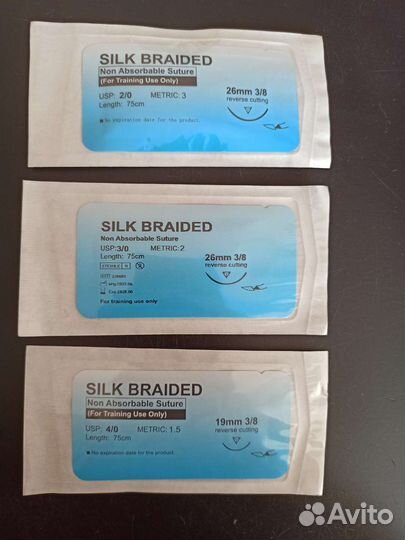 SILK BRAIDED
Non Absorbable Suture
(For Training Use Only)
USP: 2/0 METRIC: 3
Length: 75cm
No expiration date for the product.
26mm 3/8
reverse cutting
SILK BRAIDED
Non Absorbable Suture
USP:3/0 METRIC:2
Length: 75cm
STERILE R
For training use only
26mm 3/8
reverse cutting
SILK BRAIDED
Non Absorbable Suture
(For Training Use Only)
USP: 4/0 METRIC: 1.5
Length: 75cm
No expiration date for the product.
19mm 3/8
reverse cutting
Avito